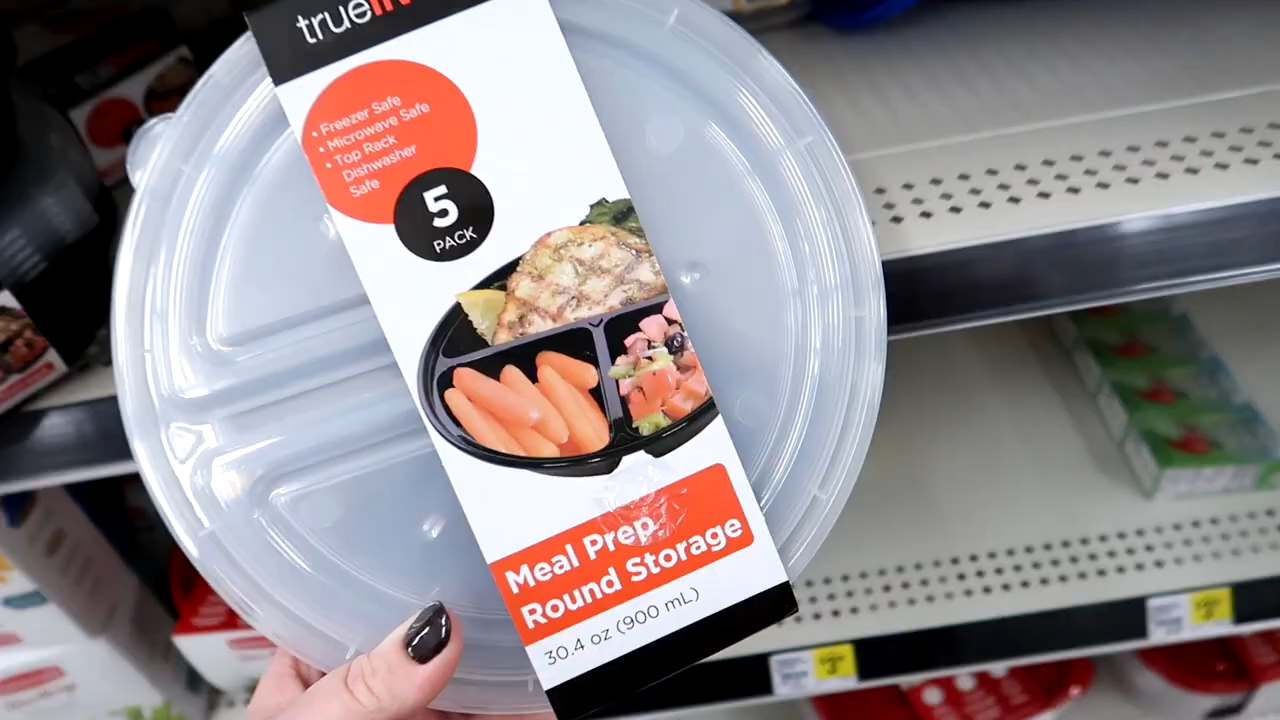 true
• Freezer Safe
• Microwave Safe
• Top Rack
Dishwasher
Safe
5
PACK
Meal Prep
Round Storage
30.4 oz (900 mL)